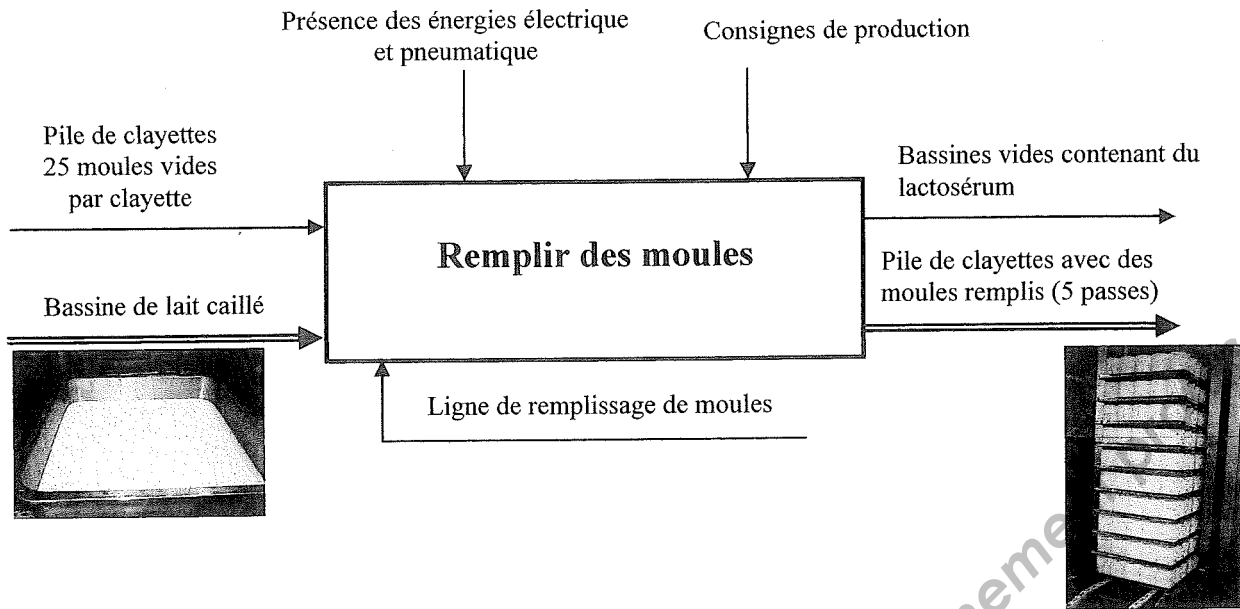 Présence des énergies électrique
et pneumatique
Consignes de production
Pile de clayettes
25 moules vides
par clayette
Bassines vides contenant du
lactosérum
Remplir des moules
Bassine de lait caillé
Pile de clayettes avec des
moules remplis (5 passes)
Ligne de remplissage de moules